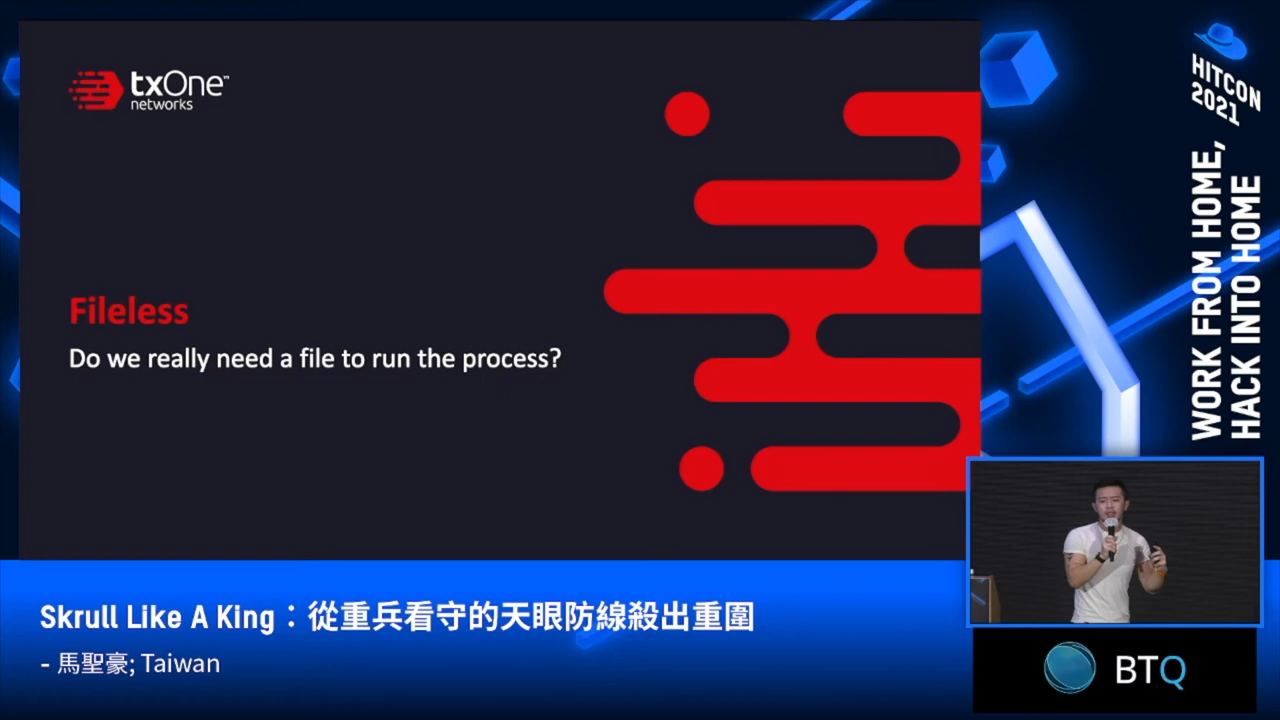 txOne™
networks
Fileless
Do we really need a file to run the process?
HITCON
2021
WORK FROM HOME,
HACK INTO HOME
Skrull Like A King：從重兵看守的天眼防線殺出重圍
- 馬聖豪; Taiwan
BTQ